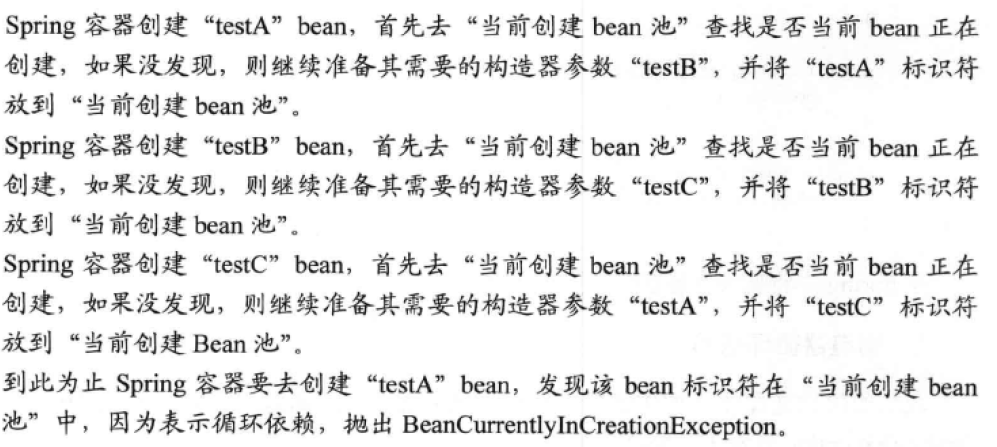 Spring 容器创建“testA”bean，首先去“当前创建 bean 池”查找是否当前 bean 正在
创建，如果没发现，则继续准备其需要的构造器参数“testB”，并将“testA”标识符
放到“当前创建 bean 池”。
Spring 容器创建“testB”bean，首先去“当前创建 bean 池”查找是否当前 bean 正在
创建，如果没发现，则继续准备其需要的构造器参数“testC”，并将“testB”标识符
放到“当前创建 bean 池”。
Spring 容器创建“testC”bean，首先去“当前创建 bean 池”查找是否当前 bean 正在
创建，如果没发现，则继续准备其需要的构造器参数“testA”，并将“testC”标识符
放到“当前创建 Bean 池”。
到此为止 Spring 容器要去创建“testA”bean，发现该 bean 标识符在“当前创建 bean
池”中，因为表示循环依赖，抛出 BeanCurrentlyInCreationException。